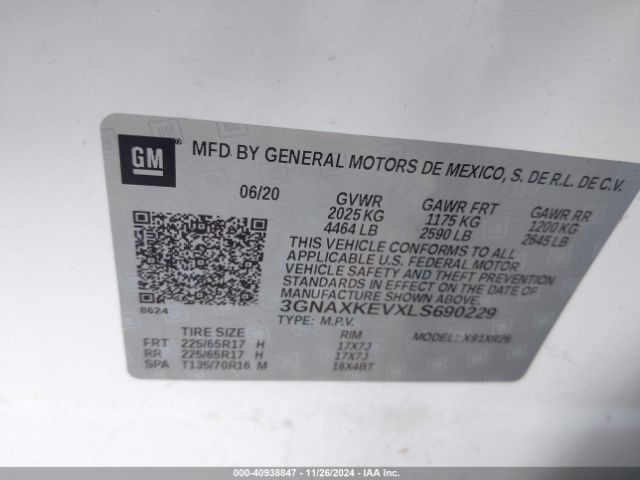 GM
MFD BY GENERAL MOTORS DE MEXICO, S. DE R.L. DE C.V.
06/20 GVWR GAWR FRT GAWR RR
2025 KG 1175 KG 1200 KG
4464 LB 2590 LB 2645 LB
THIS VEHICLE CONFORMS TO ALL
APPLICABLE U.S. FEDERAL MOTOR
VEHICLE SAFETY AND THEFT PREVENTION
STANDARDS IN EFFECT ON THE DATE OF
MANUFACTURE SHOWN ABOVE.
8624 3GNAXKEVXLS690229
TYPE: M.P.V. MODEL: X91XR26
TIRE SIZE RIM
FRT 225/65R17 H 17X7J
RR 225/65R17 H 17X7J
SPA T135/70R16 M 16X4BT
000-40938847 - 11/26/2024 - IAA Inc.